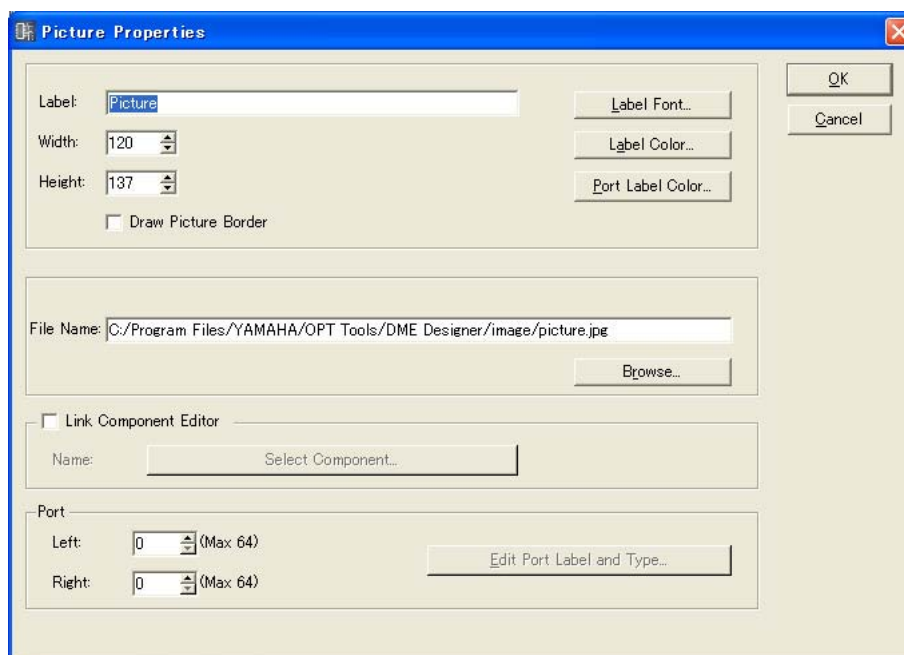 Picture Properties
Label: Picture
Label Font...
OK
Width: 120
Label Color...
Cancel
Height: 137
Port Label Color...
Draw Picture Border
File Name: C:/Program Files/YAMAHA/OPT Tools/DME Designer/image/picture.jpg
Browse...
Link Component Editor
Name: Select Component...
Port
Left: 0 (Max 64)
Edit Port Label and Type...
Right: 0 (Max 64)